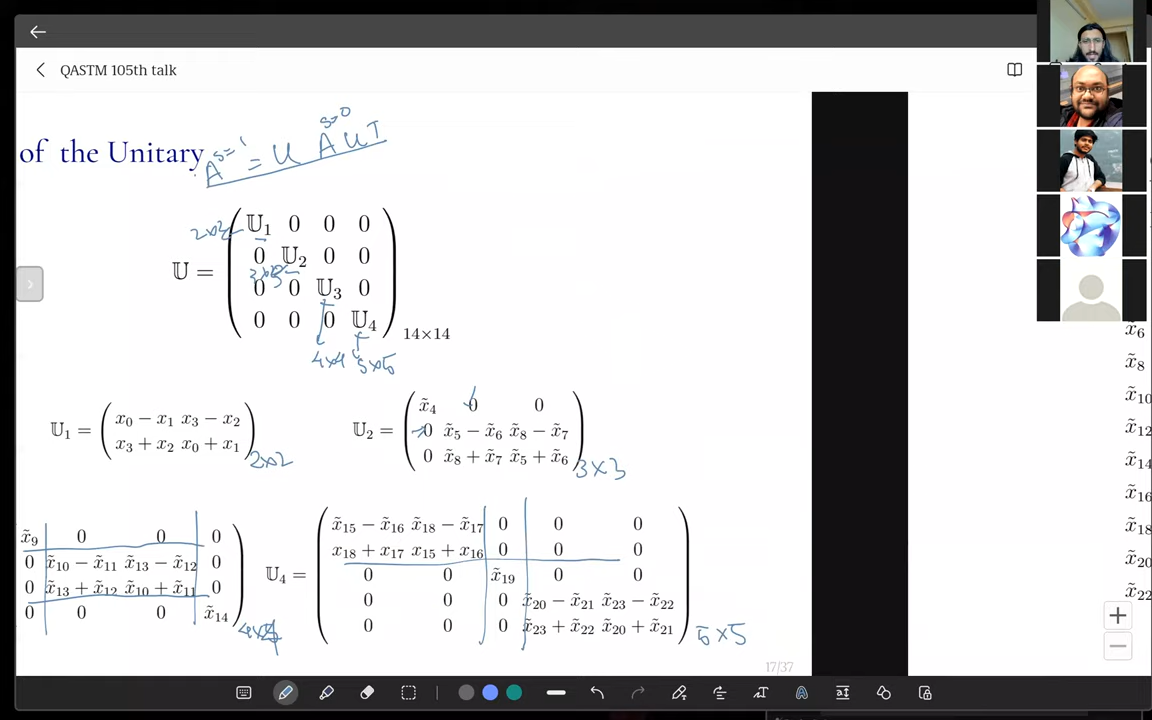 QASTM 105th talk
of the Unitary
A^{s=1} = U A^{s=0} U^T
2×2
𝕌 = ( 𝕌₁ 0 0 0
0 𝕌₂ 0 0
3×3
0 0 𝕌₃ 0
0 0 0 𝕌₄ ) 14×14
4×4 5×5
𝕌₁ = ( x₀ − x₁ x₃ − x₂
x₃ + x₂ x₀ + x₁ ) 2×2
𝕌₂ = ( x̃₄ 0 0
0 x̃₅ − x̃₆ x̃₈ − x̃₇
0 x̃₈ + x̃₇ x̃₅ + x̃₆ ) 3×3
x̃₉ 0 0 0
0 x̃₁₀ − x̃₁₁ x̃₁₃ − x̃₁₂ 0
0 x̃₁₃ + x̃₁₂ x̃₁₀ + x̃₁₁ 0
0 0 0 x̃₁₄ )
𝕌₄ = ( x̃₁₅ − x̃₁₆ x̃₁₈ − x̃₁₇ 0 0 0
x₁₈ + x₁₇ x₁₅ + x₁₆ 0 0 0
0 0 x̃₁₉ 0 0
0 0 0 x̃₂₀ − x̃₂₁ x̃₂₃ − x̃₂₂
0 0 0 x̃₂₃ + x̃₂₂ x̃₂₀ + x̃₂₁ ) 5×5
17/37
x̃₆
x̃₈
x̃₁₀
x̃₁₂
x̃₁₄
x̃₁₆
x̃₁₈
x̃₂₀
x̃₂₂